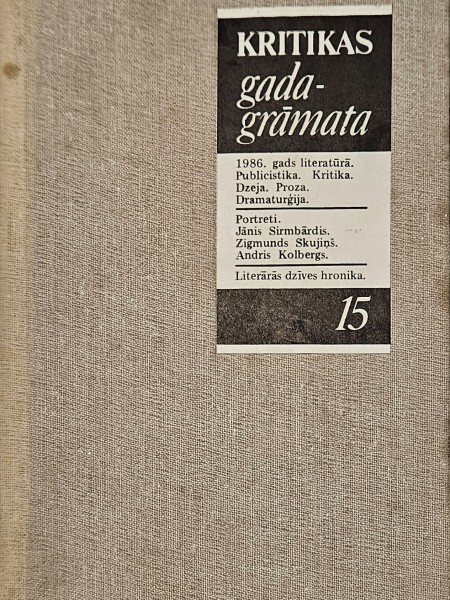 KRITIKAS
gada-
grāmata
1986. gads literatūrā.
Publicistika. Kritika.
Dzeja. Proza.
Dramaturģija.
Portreti.
Jānis Sirmbārdis.
Zigmunds Skujiņš.
Andris Kolbergs.
Literārās dzīves hronika.
15